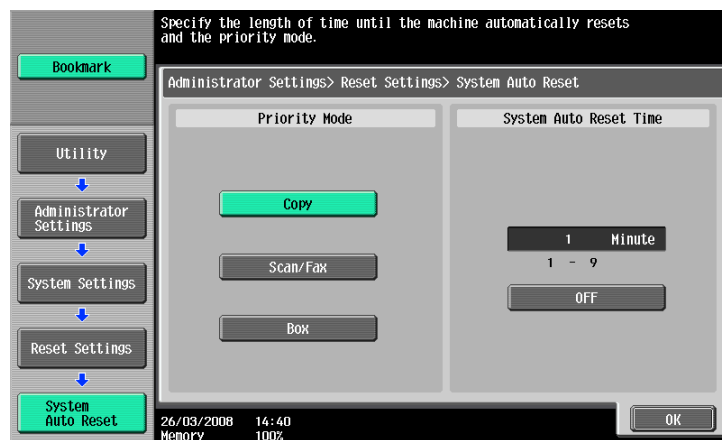 Specify the length of time until the machine automatically resets
and the priority mode.
Bookmark
Administrator Settings> Reset Settings> System Auto Reset
Priority Mode
System Auto Reset Time
Utility
Administrator
Settings
System Settings
Reset Settings
System
Auto Reset
Copy
Scan/Fax
Box
1 Minute
1 - 9
OFF
26/03/2008 14:40
Memory 100%
OK